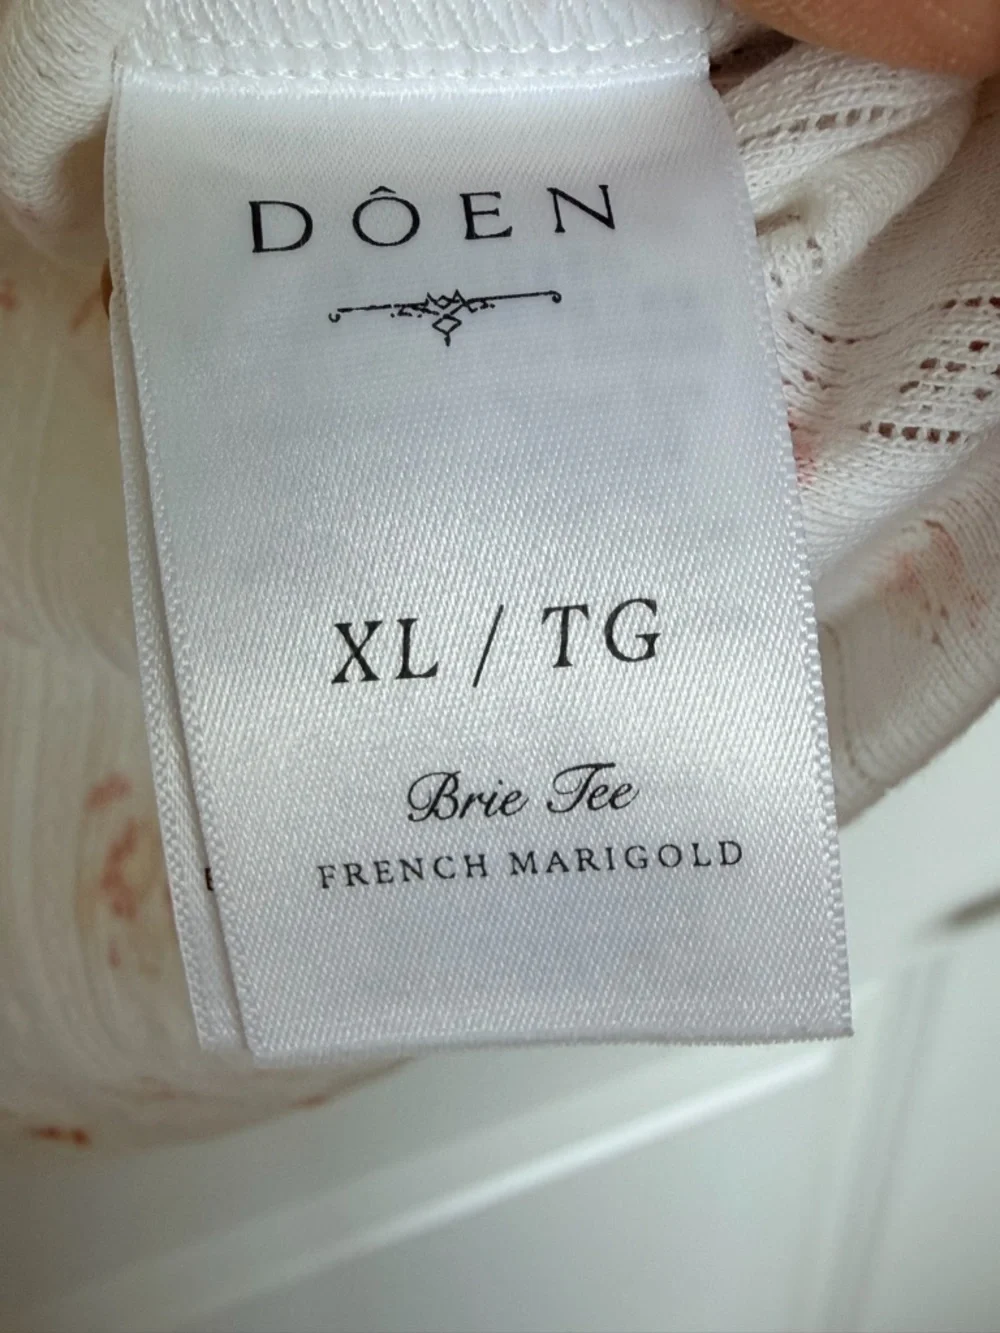 DÔEN
XL / TG
Brie Tee
FRENCH MARIGOLD